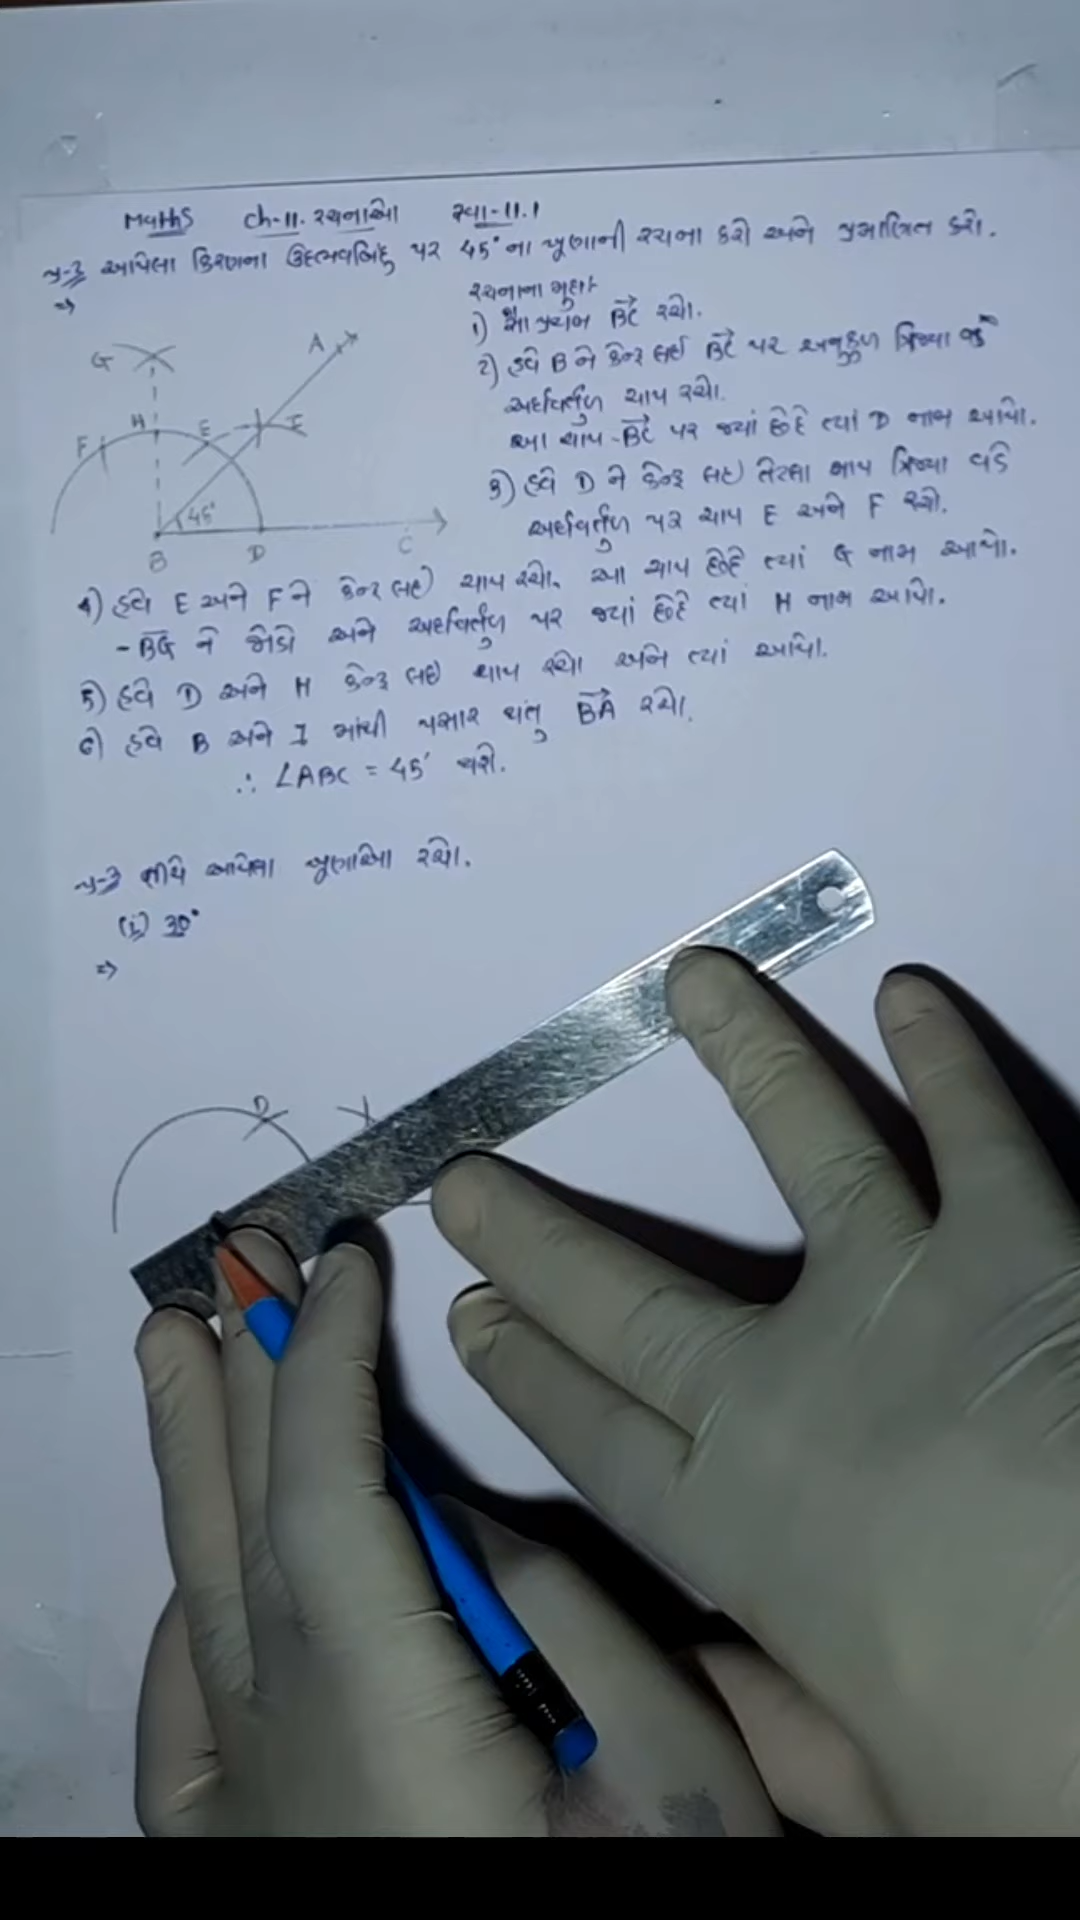 Maths ch-11. રચનાઓ સ્વા-11.1
પ્ર-2 આપેલા કિરણના ઉદ્ભવબિંદુ પર 45° ના ખૂણાની રચના કરો અને પ્રમાણિત કરો.
⇒
રચનાના મુદ્દા
1) સૌ પ્રથમ BC રચો.
2) હવે B ને કેન્દ્ર લઈ BC પર અનુકૂળ ત્રિજ્યા વડે
અર્ધવર્તુળ ચાપ રચો.
આ ચાપ-BC પર જ્યાં છેદે ત્યાં D નામ આપો.
3) હવે D ને કેન્દ્ર લઈ તેટલા માપ ત્રિજ્યા વડે
અર્ધવર્તુળ પર ચાપ E અને F રચો.
G
A
H
E
I
F
45°
B
D
C
4) હવે E અને F ને કેન્દ્ર લઈ ચાપ રચો. આ ચાપ છેદે ત્યાં G નામ આપો.
- BG ને જોડો અને અર્ધવર્તુળ પર જ્યાં છેદે ત્યાં H નામ આપો.
5) હવે D અને H કેન્દ્ર લઈ ચાપ રચો અને ત્યાં આપો.
6) હવે B અને I માંથી પસાર થતું BA રચો.
∴ ∠ABC = 45° થશે.
પ્ર-3 નીચે આપેલા ખૂણાઓ રચો.
(i) 30°
⇒
D